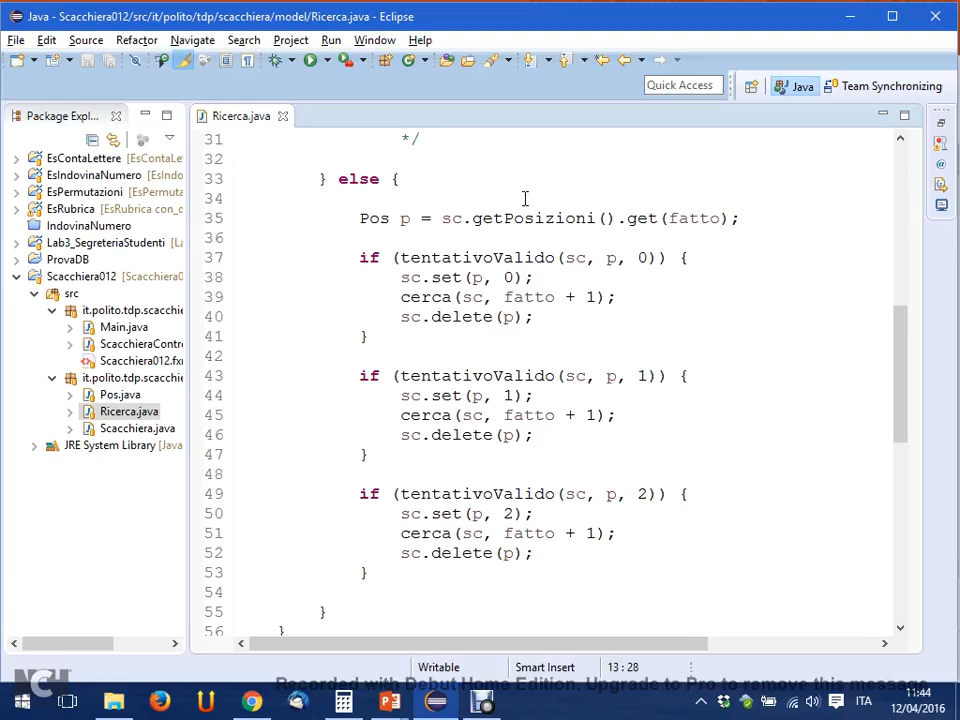 Java - Scacchiera012/src/it/polito/tdp/scacchiera/model/Ricerca.java - Eclipse
File Edit Source Refactor Navigate Search Project Run Window Help
Quick Access
Java
Team Synchronizing
Package Expl...
EsContaLettere [EsContaLe
EsIndovinaNumero [EsIndo
EsPermutazioni [EsPermuta
EsRubrica [EsRubrica con_d
IndovinaNumero
Lab3_SegreteriaStudenti [La
ProvaDB
Scacchiera012 [Scacchiera0
src
it.polito.tdp.scacchie
Main.java
ScacchieraContro
Scacchiera012.fxm
it.polito.tdp.scacchie
Pos.java
Ricerca.java
Scacchiera.java
JRE System Library [Java
Ricerca.java
31 */
32
33 } else {
34
35 Pos p = sc.getPosizioni().get(fatto);
36
37 if (tentativoValido(sc, p, 0)) {
38 sc.set(p, 0);
39 cerca(sc, fatto + 1);
40 sc.delete(p);
41 }
42
43 if (tentativoValido(sc, p, 1)) {
44 sc.set(p, 1);
45 cerca(sc, fatto + 1);
46 sc.delete(p);
47 }
48
49 if (tentativoValido(sc, p, 2)) {
50 sc.set(p, 2);
51 cerca(sc, fatto + 1);
52 sc.delete(p);
53 }
54
55 }
56 }
Writable
Smart Insert
13 : 28
NCH
Recorded with Debut Home Edition. Upgrade to Pro to remove this message
ITA
11:44
12/04/2016